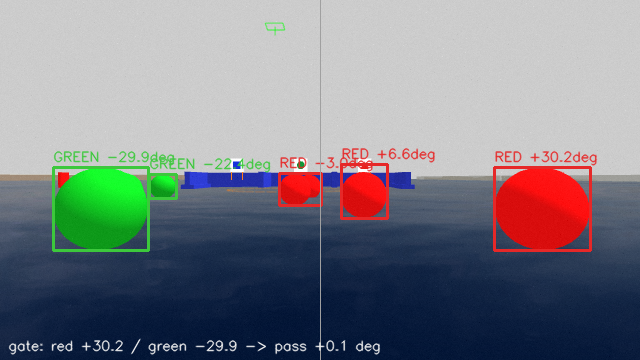 RED +6.6deg
GREEN -29.9deg
RED +30.2deg
GREEN -22.4deg
RED -3.0deg
gate: red +30.2 / green -29.9 -> pass +0.1 deg